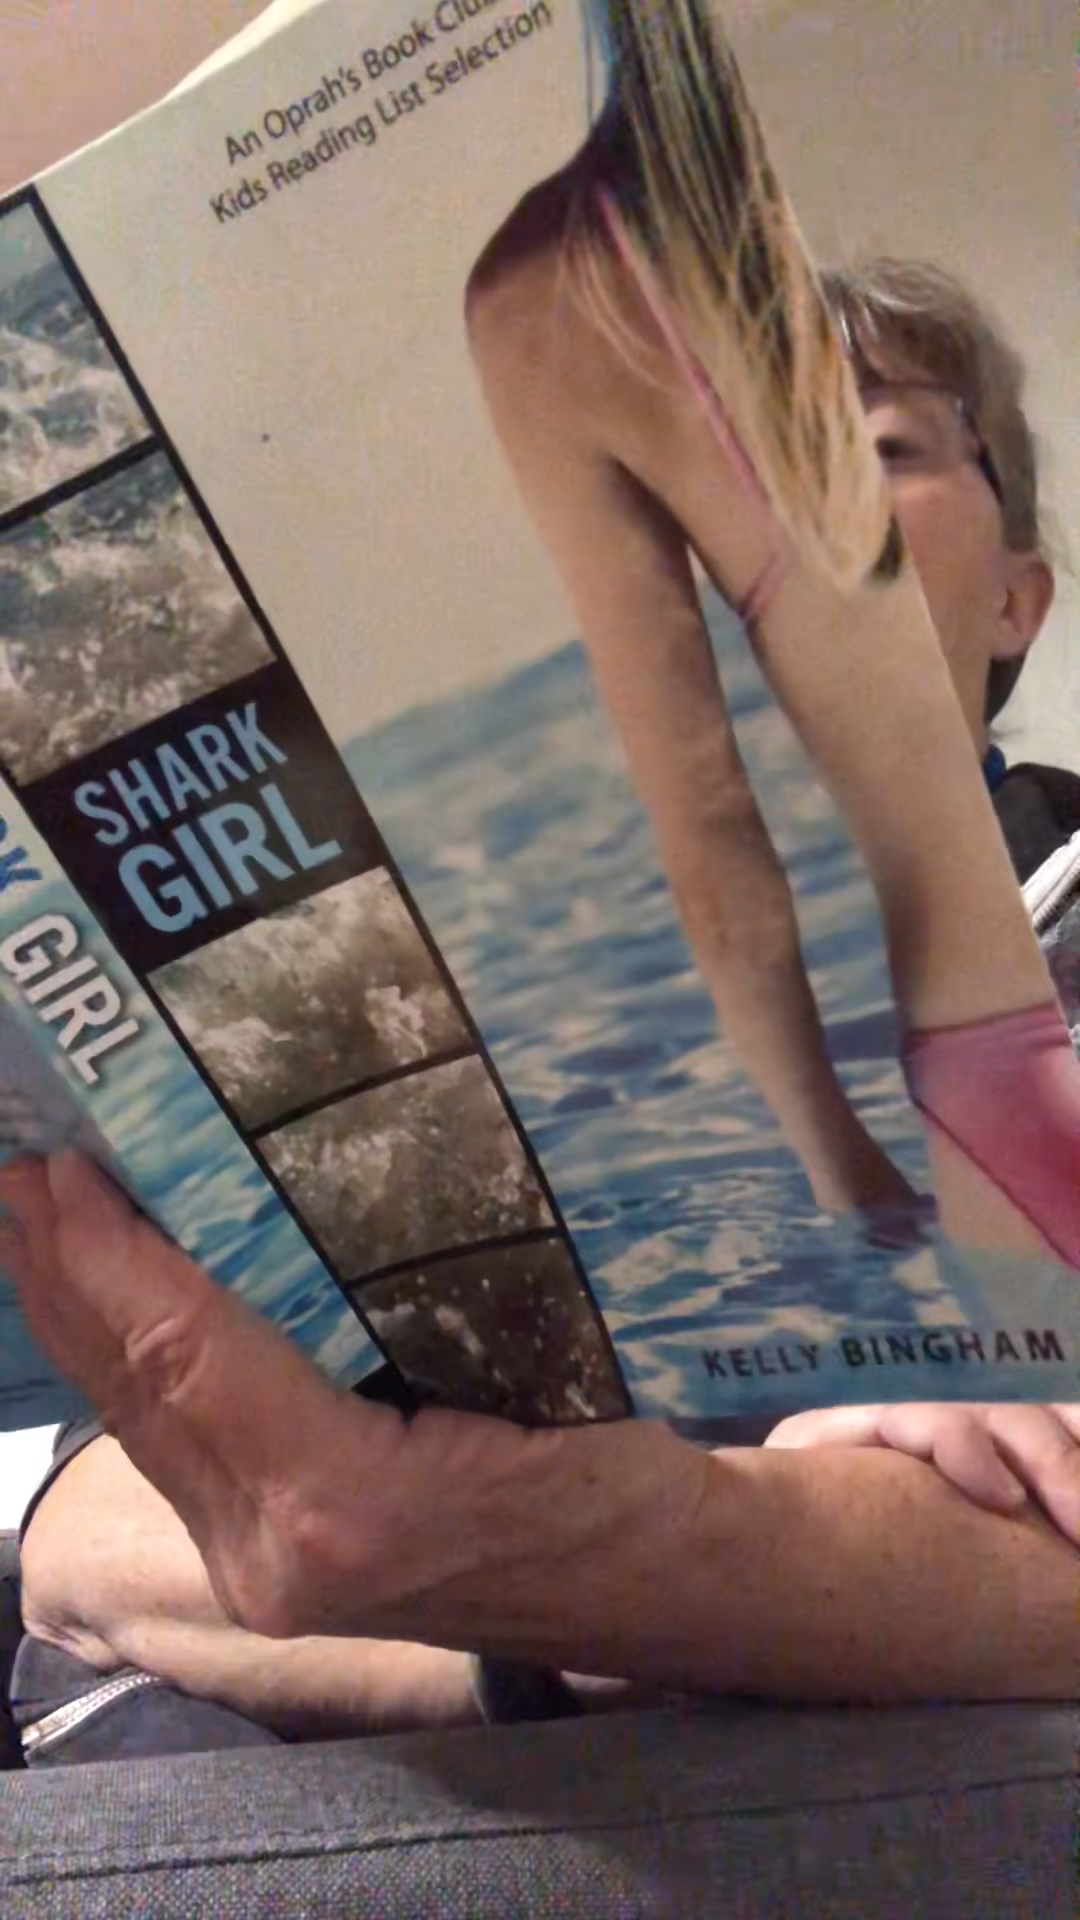 An Oprah's Book Club
Kids Reading List Selection
SHARK
GIRL
GIRL
KELLY BINGHAM